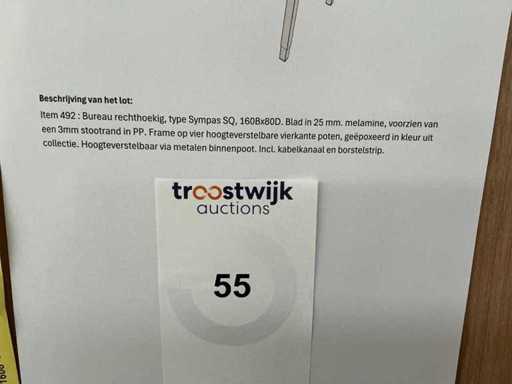 Beschrijving van het lot:
Item 492 : Bureau rechthoekig, type Sympas SQ, 160Bx80D. Blad in 25 mm. melamine, voorzien van
een 3mm stootrand in PP. Frame op vier hoogteverstelbare vierkante poten, geëpoxeerd in kleur uit
collectie. Hoogteverstelbaar via metalen binnenpoot. Incl. kabelkanaal en borstelstrip.
troostwijk
auctions
55